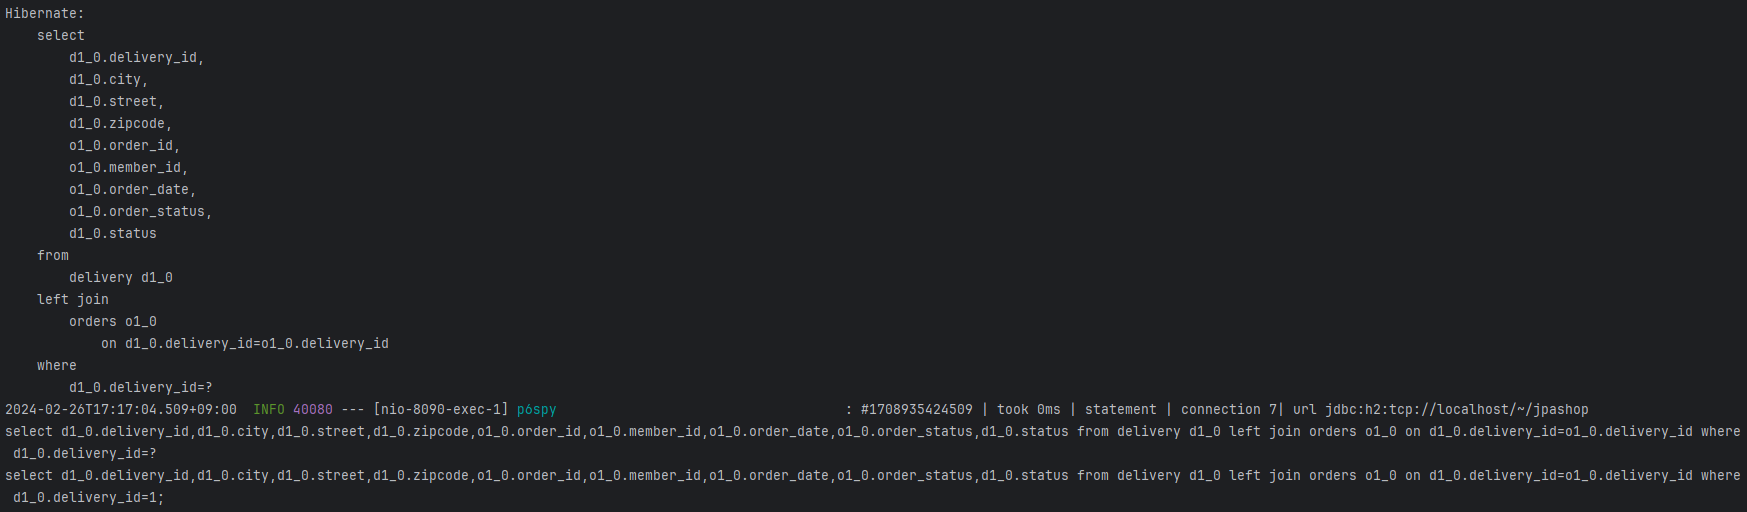 Hibernate:
    select
        d1_0.delivery_id,
        d1_0.city,
        d1_0.street,
        d1_0.zipcode,
        o1_0.order_id,
        o1_0.member_id,
        o1_0.order_date,
        o1_0.order_status,
        d1_0.status
    from
        delivery d1_0
    left join
        orders o1_0
            on d1_0.delivery_id=o1_0.delivery_id
    where
        d1_0.delivery_id=?
2024-02-26T17:17:04.509+09:00  INFO 40080 --- [nio-8090-exec-1] p6spy                                    : #1708935424509 | took 0ms | statement | connection 7| url jdbc:h2:tcp://localhost/~/jpashop
select d1_0.delivery_id,d1_0.city,d1_0.street,d1_0.zipcode,o1_0.order_id,o1_0.member_id,o1_0.order_date,o1_0.order_status,d1_0.status from delivery d1_0 left join orders o1_0 on d1_0.delivery_id=o1_0.delivery_id where
 d1_0.delivery_id=?
select d1_0.delivery_id,d1_0.city,d1_0.street,d1_0.zipcode,o1_0.order_id,o1_0.member_id,o1_0.order_date,o1_0.order_status,d1_0.status from delivery d1_0 left join orders o1_0 on d1_0.delivery_id=o1_0.delivery_id where
 d1_0.delivery_id=1;